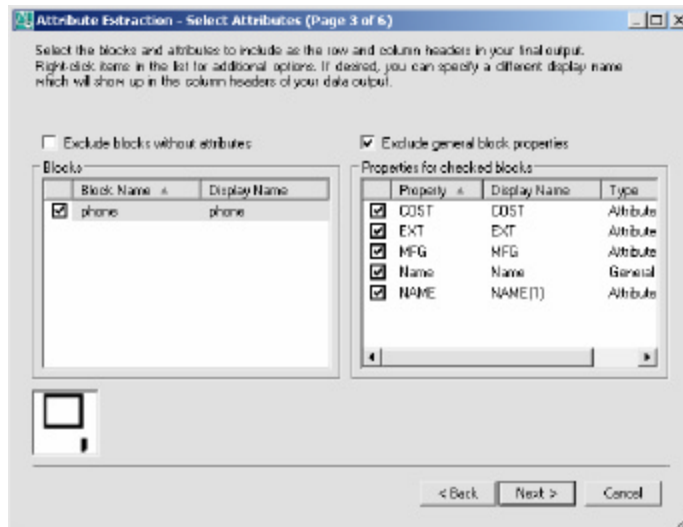 Attribute Extraction - Select Attributes (Page 3 of 6)
Select the blocks and attributes to include as the row and column headers in your final output.
Right-click items in the list for additional options. If desired, you can specify a different display name
which will show up in the column headers of your data output.
Exclude blocks without attributes
Exclude general block properties
Blocks
Properties for checked blocks
Block Name Display Name
Property Display Name Type
phone phone
COST COST Attribute
EXT EXT Attribute
MFG MFG Attribute
Name Name General
NAME NAME(1) Attribute
< Back Next > Cancel